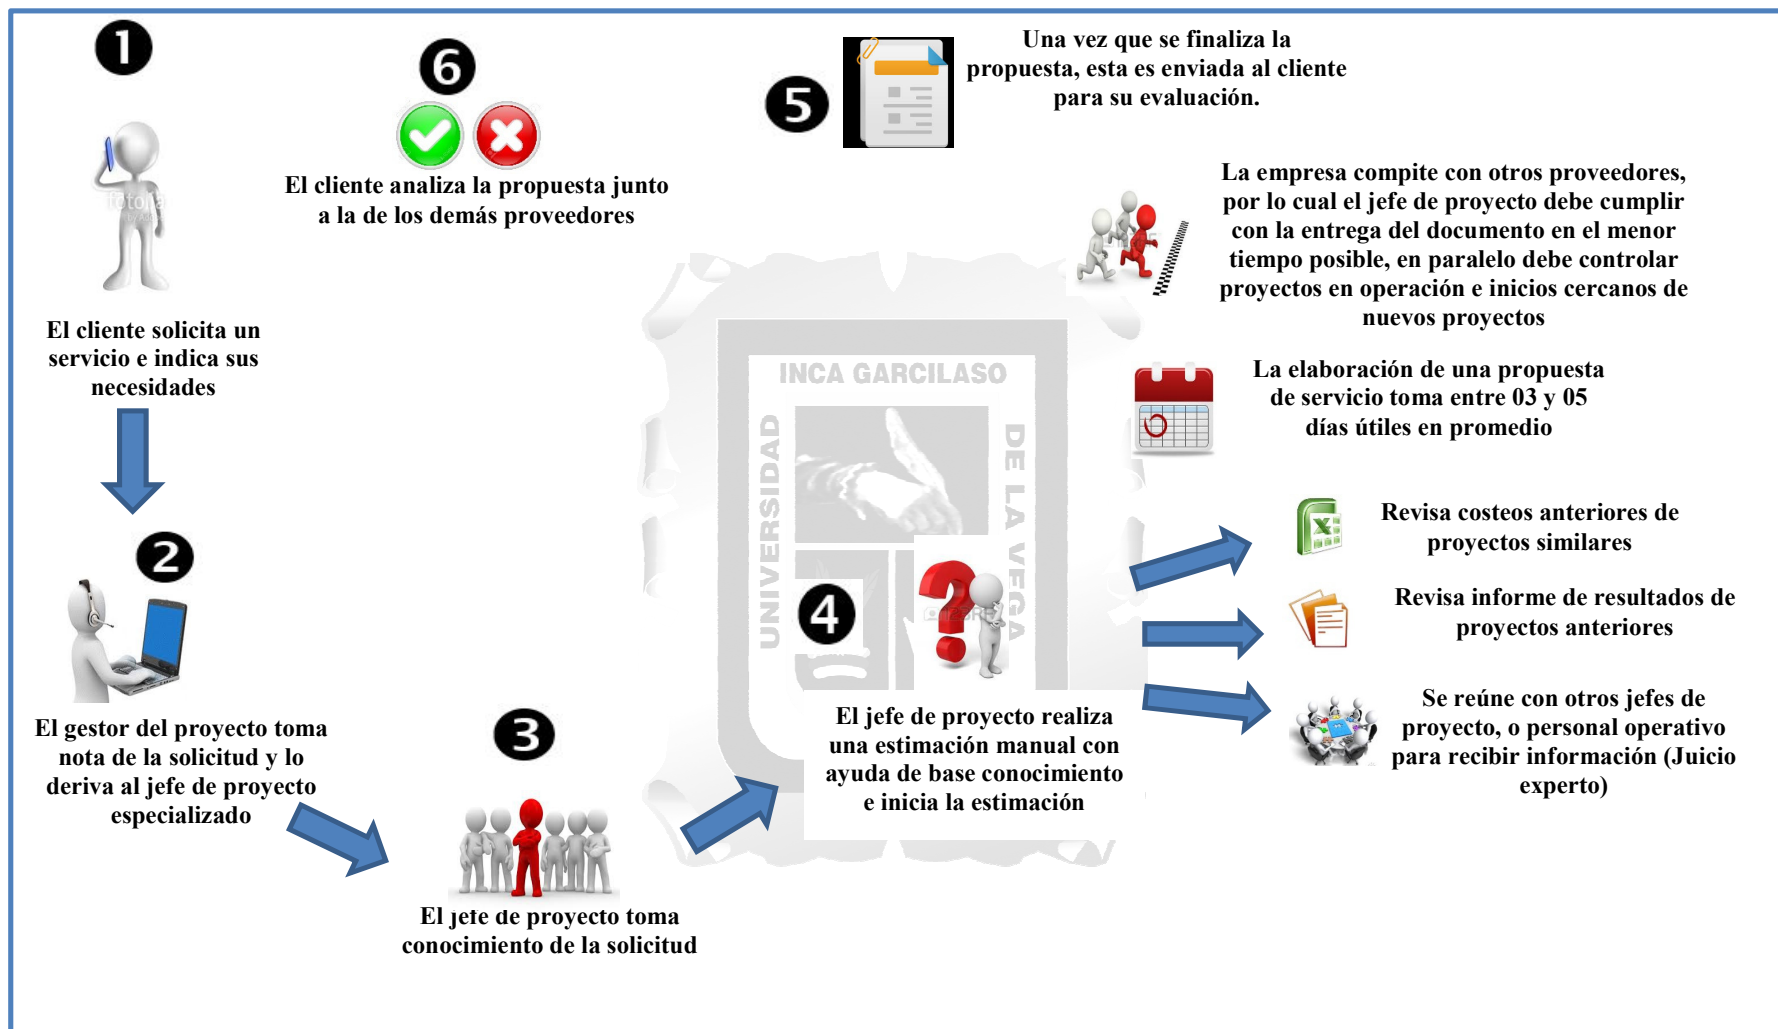 1
El cliente solicita un
servicio e indica sus
necesidades
2
El gestor del proyecto toma
nota de la solicitud y lo
deriva al jefe de proyecto
especializado
3
El jefe de proyecto toma
conocimiento de la solicitud
4
El jefe de proyecto realiza
una estimación manual con
ayuda de base conocimiento
e inicia la estimación
Revisa costeos anteriores de
proyectos similares
Revisa informe de resultados de
proyectos anteriores
Se reúne con otros jefes de
proyecto, o personal operativo
para recibir información (Juicio
experto)
La elaboración de una propuesta
de servicio toma entre 03 y 05
días útiles en promedio
La empresa compite con otros proveedores,
por lo cual el jefe de proyecto debe cumplir
con la entrega del documento en el menor
tiempo posible, en paralelo debe controlar
proyectos en operación e inicios cercanos de
nuevos proyectos
5
Una vez que se finaliza la
propuesta, esta es enviada al cliente
para su evaluación.
6
El cliente analiza la propuesta junto
a la de los demás proveedores
UNIVERSIDAD
INCA GARCILASO
DE LA VEGA
fotolia